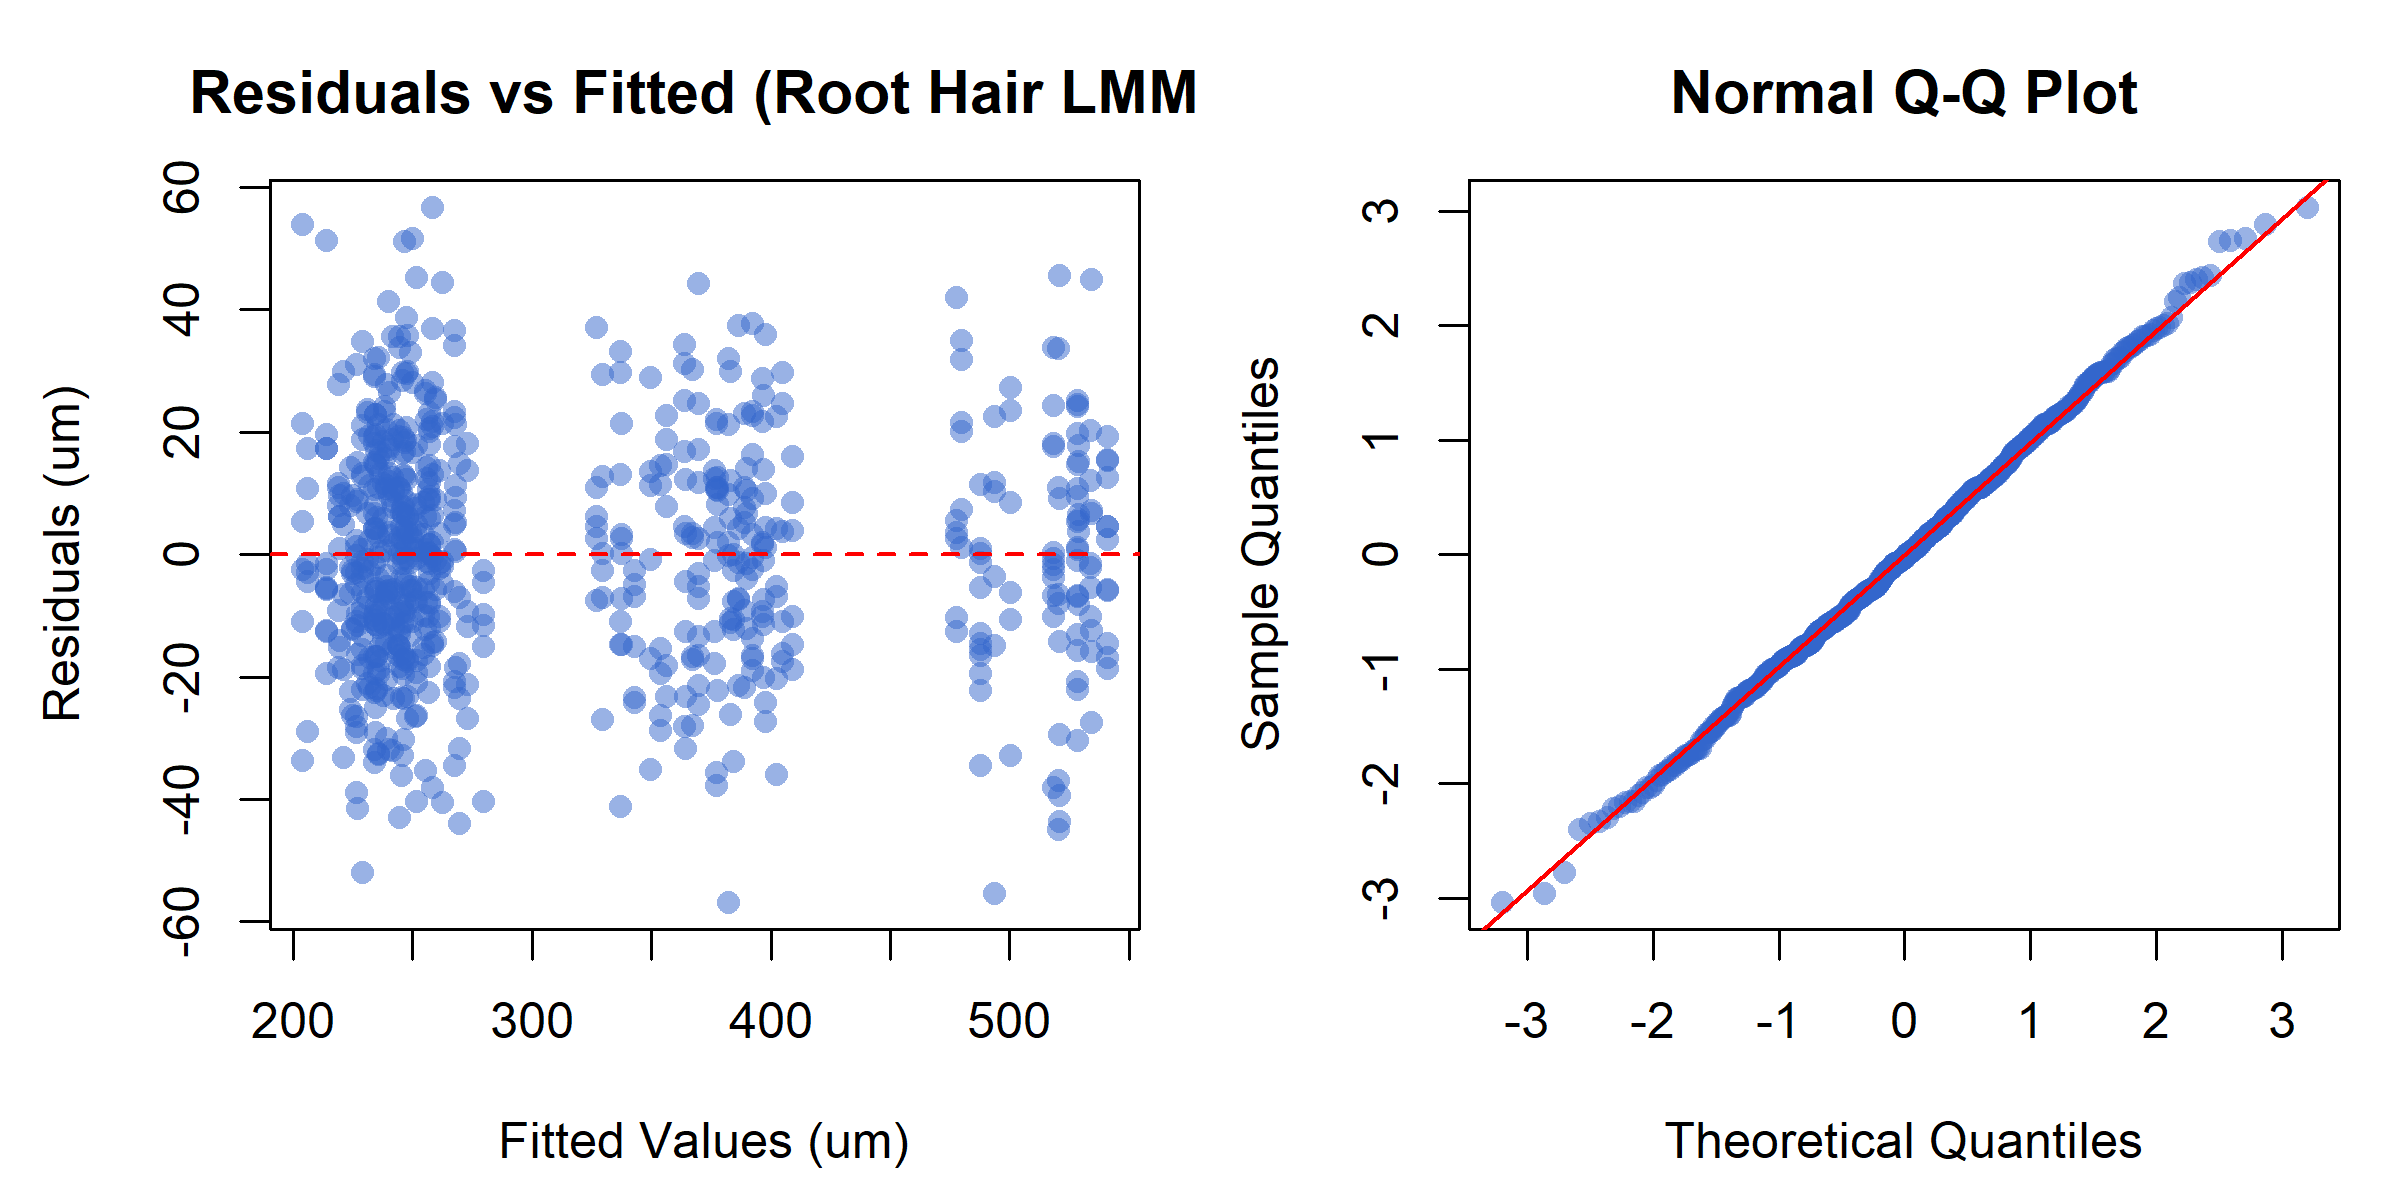 Residuals vs Fitted (Root Hair LMM
Residuals (um)
60
40
20
0
-20
-40
-60
200 300 400 500
Fitted Values (um)
Normal Q-Q Plot
Sample Quantiles
3
2
1
0
-1
-2
-3
-3 -2 -1 0 1 2 3
Theoretical Quantiles